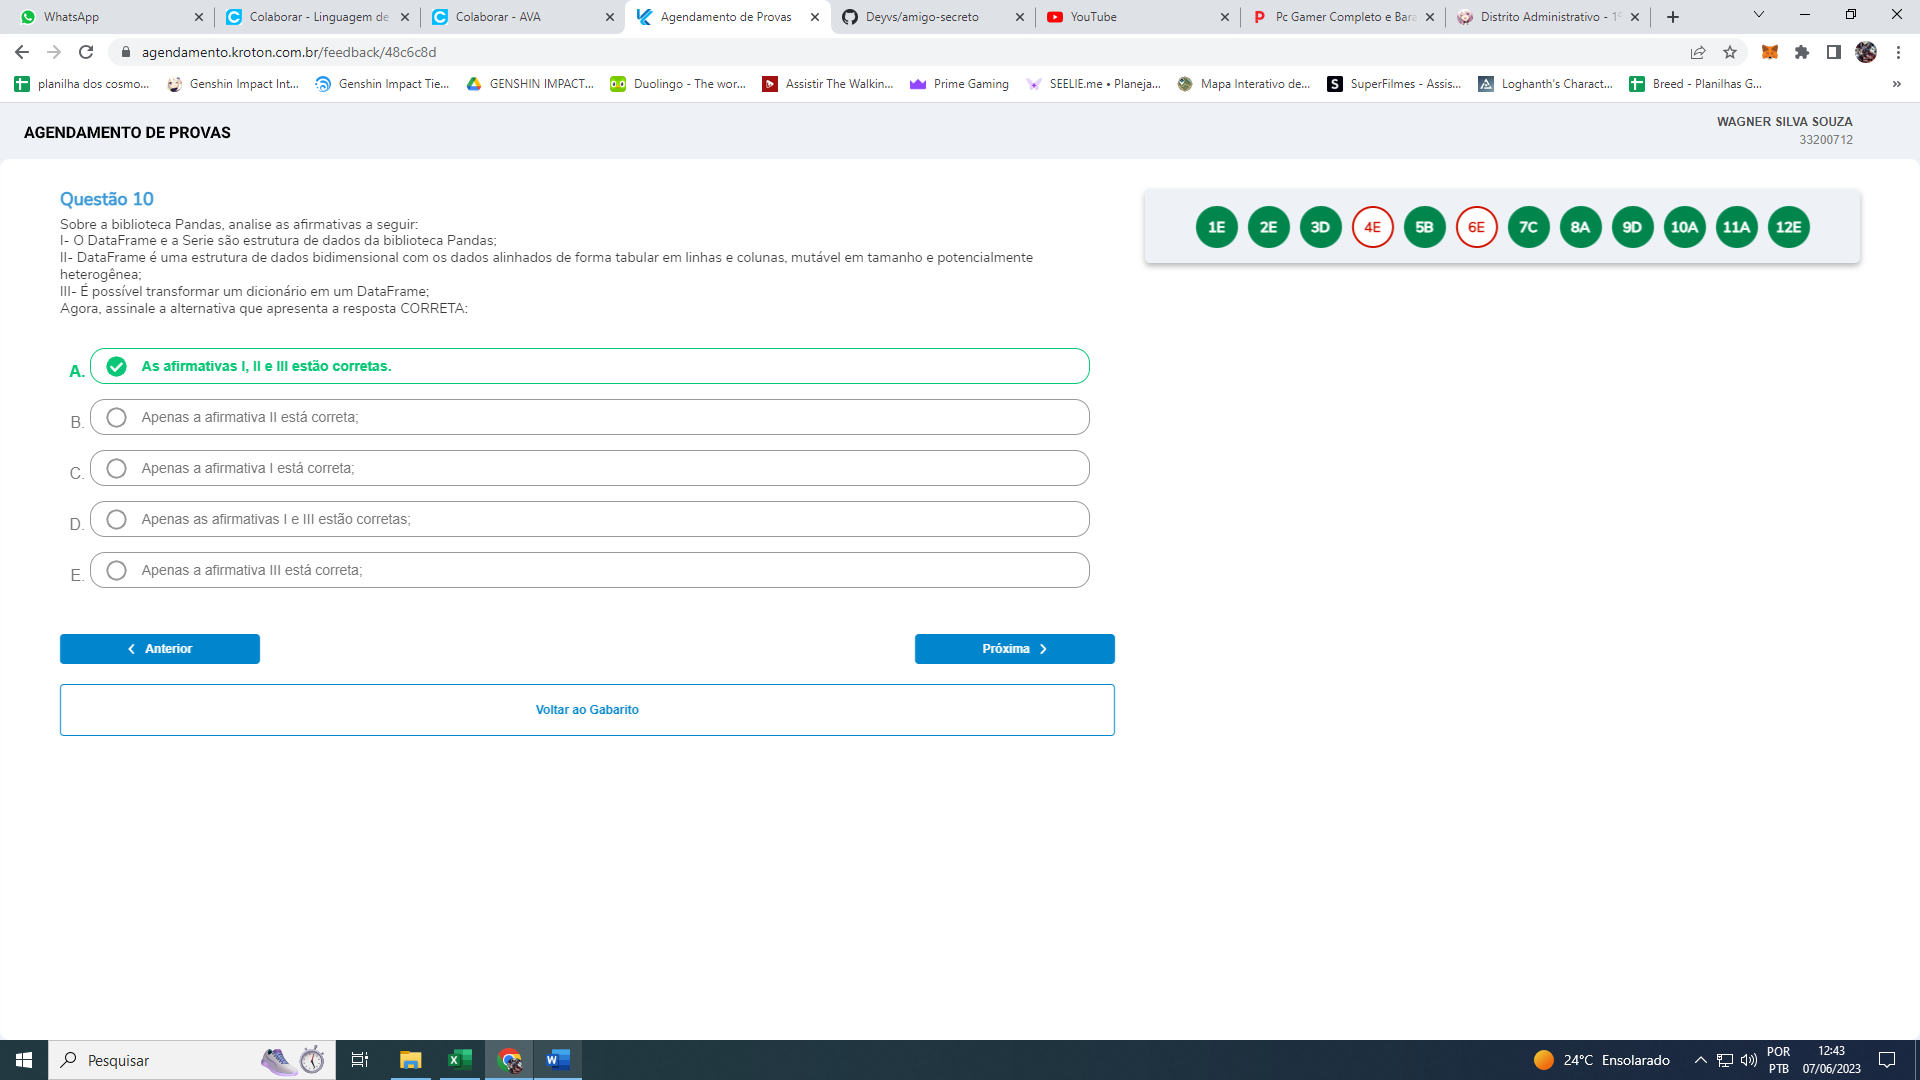 WhatsApp
Colaborar - Linguagem de
Colaborar - AVA
Agendamento de Provas
Deyvs/amigo-secreto
YouTube
Pc Gamer Completo e Bara
Distrito Administrativo - 1º
agendamento.kroton.com.br/feedback/48c6c8d
planilha dos cosmo...
Genshin Impact Int...
Genshin Impact Tie...
GENSHIN IMPACT...
Duolingo - The wor...
Assistir The Walkin...
Prime Gaming
SEELIE.me • Planeja...
Mapa Interativo de...
SuperFilmes - Assis...
Loghanth's Charact...
Breed - Planilhas G...
»
AGENDAMENTO DE PROVAS
WAGNER SILVA SOUZA
33200712
Questão 10
Sobre a biblioteca Pandas, analise as afirmativas a seguir:
I- O DataFrame e a Serie são estrutura de dados da biblioteca Pandas;
II- DataFrame é uma estrutura de dados bidimensional com os dados alinhados de forma tabular em linhas e colunas, mutável em tamanho e potencialmente
heterogênea;
III- É possível transformar um dicionário em um DataFrame;
Agora, assinale a alternativa que apresenta a resposta CORRETA:
1E 2E 3D 4E 5B 6E 7C 8A 9D 10A 11A 12E
A. As afirmativas I, II e III estão corretas.
B. Apenas a afirmativa II está correta;
C. Apenas a afirmativa I está correta;
D. Apenas as afirmativas I e III estão corretas;
E. Apenas a afirmativa III está correta;
Anterior
Próxima
Voltar ao Gabarito
Pesquisar
24°C Ensolarado
POR
PTB
12:43
07/06/2023